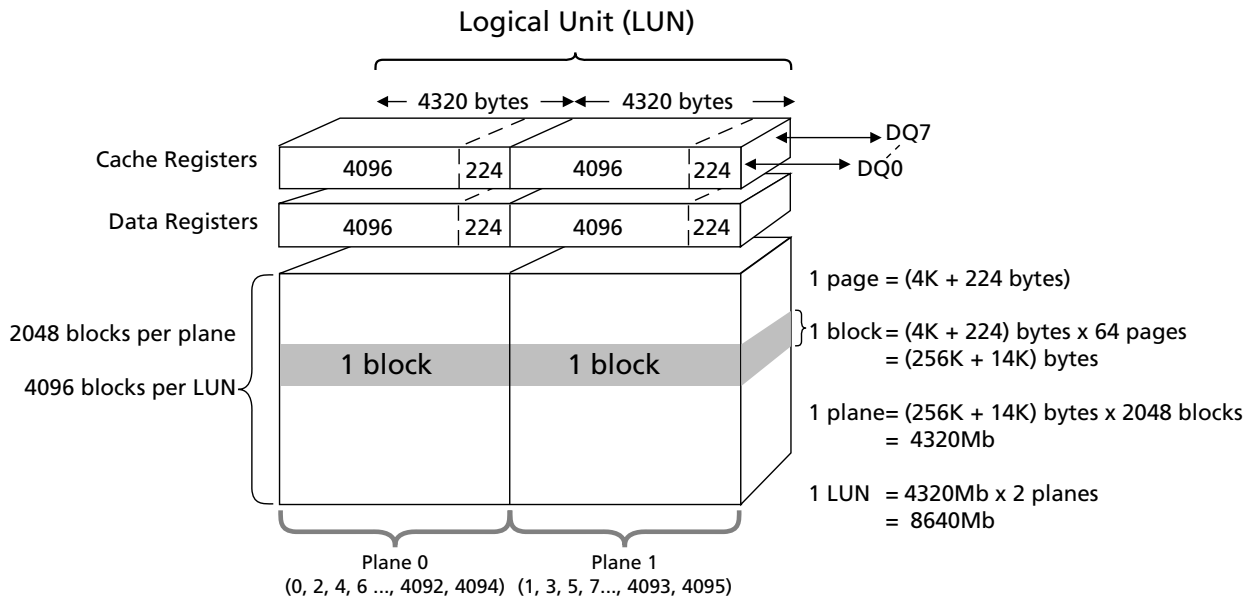 Logical Unit (LUN)
4320 bytes 4320 bytes
Cache Registers 4096 224 4096 224 DQ7
DQ0
Data Registers 4096 224 4096 224
1 page = (4K + 224 bytes)
2048 blocks per plane
4096 blocks per LUN
1 block 1 block
1 block = (4K + 224) bytes x 64 pages
= (256K + 14K) bytes
1 plane = (256K + 14K) bytes x 2048 blocks
= 4320Mb
1 LUN = 4320Mb x 2 planes
= 8640Mb
Plane 0
(0, 2, 4, 6 ..., 4092, 4094)
Plane 1
(1, 3, 5, 7..., 4093, 4095)